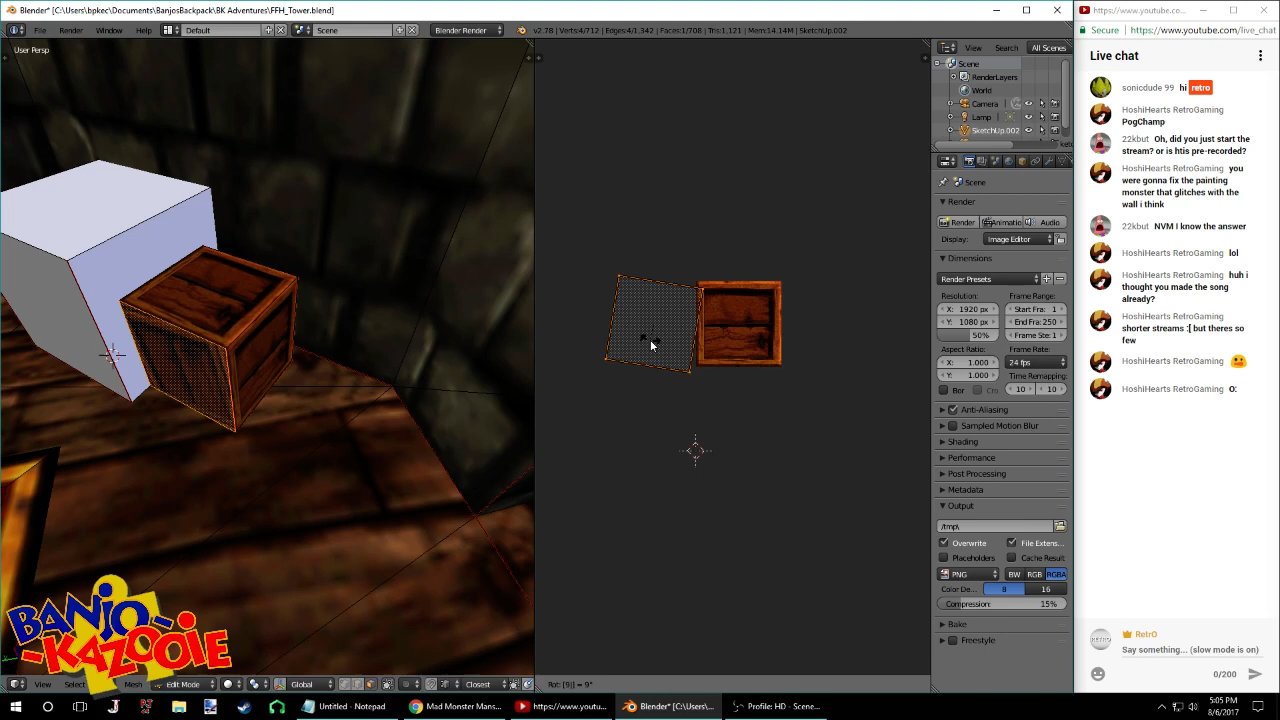 Blender* [C:\Users\bpkec\Documents\BanjosBackpack\BK Adventures\FFH_Tower.blend]
File Render Window Help Default Scene Blender Render v2.78 | Verts:4/712 | Edges:4/1,342 | Faces:1/708 | Tris:1,121 | Mem:14.14M | SketchUp.002
User Persp
View Search All Scenes
Scene
RenderLayers
World
Camera
Lamp
SketchUp.002
Scene
Render
Render Animatio Audio
Display: Image Editor
Dimensions
Render Presets
Resolution: Frame Range:
X: 1920 px Start Fra: 1
Y: 1080 px End Fra: 250
50% Frame Ste: 1
Aspect Ratio: Frame Rate:
X: 1.000 24 fps
Y: 1.000 Time Remapping:
Bor Cro 10 10
Anti-Aliasing
Sampled Motion Blur
Shading
Performance
Post Processing
Metadata
Output
/tmp\
Overwrite File Extens...
Placeholders Cache Result
PNG BW RGB RGBA
Color De... 8 16
Compression: 15%
Bake
Freestyle
BANJO-
-KAZOOIE
View Select Mesh Edit Mode Global Closest
Rot: [9|] = 9°
https://www.youtube.co...
Secure https://www.youtube.com/live_chat
Live chat
sonicdude 99 hi retro
HoshiHearts RetroGaming
PogChamp
22kbut Oh, did you just start the
stream? or is htis pre-recorded?
HoshiHearts RetroGaming you
were gonna fix the painting
monster that glitches with the
wall i think
22kbut NVM I know the answer
HoshiHearts RetroGaming lol
HoshiHearts RetroGaming huh i
thought you made the song
already?
HoshiHearts RetroGaming
shorter streams :[ but theres so
few
HoshiHearts RetroGaming
HoshiHearts RetroGaming O:
RetrO
Say something... (slow mode is on)
0/200
Untitled - Notepad
Mad Monster Mans...
https://www.youtu...
Blender* [C:\Users\...
Profile: HD - Scene...
5:05 PM
8/6/2017